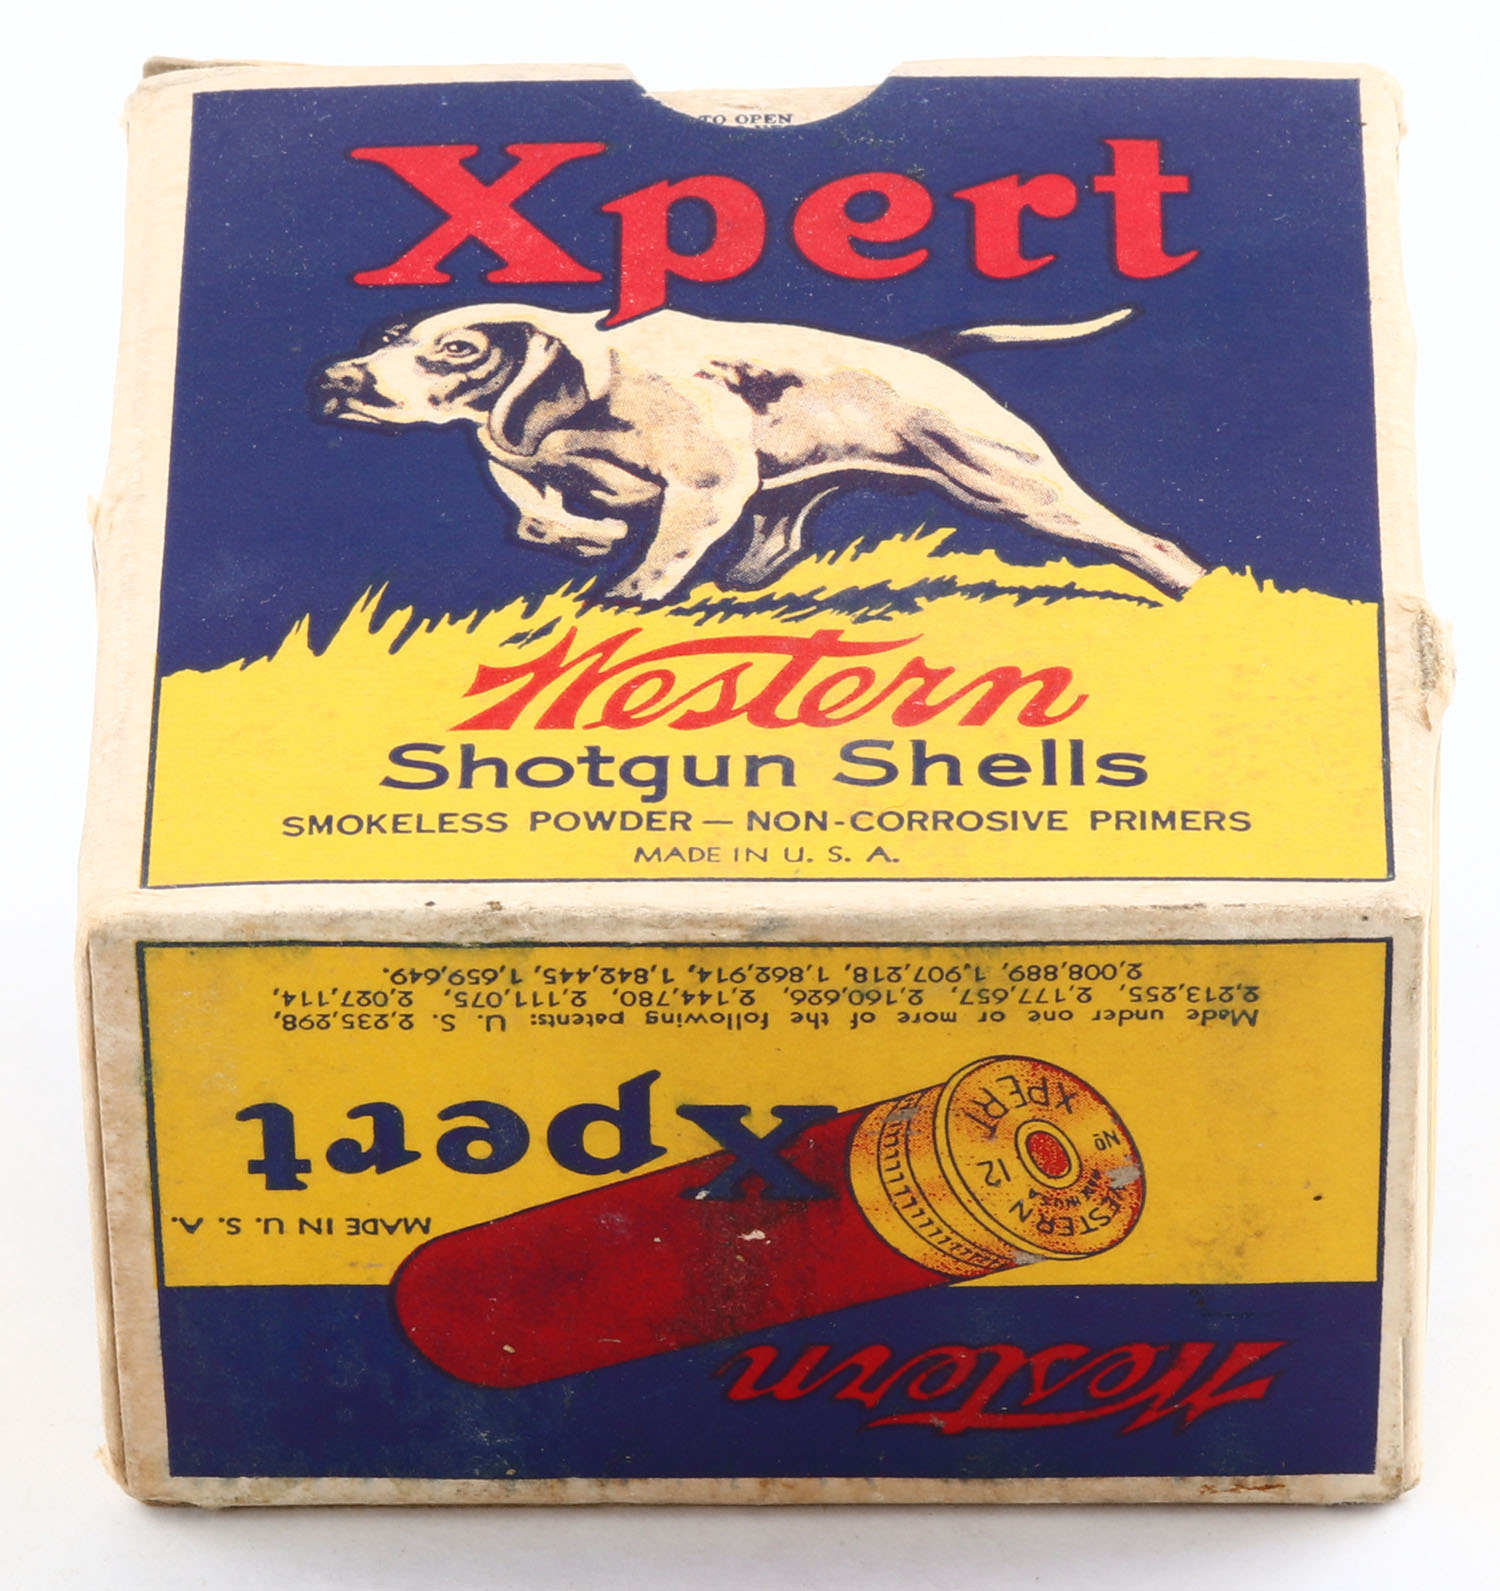 TO OPEN
Xpert
Western
Shotgun Shells
SMOKELESS POWDER — NON-CORROSIVE PRIMERS
MADE IN U. S. A.
Western
MADE IN U. S. A.
Xpert
XPERT
No
12
WESTERN
Made under one or more of the following patents: U. S. 2,235,298,
2,213,255, 2,177,657, 2,160,626, 2,144,780, 2,111,075, 2,027,114,
2,008,889, 1,907,218, 1,862,914, 1,842,445, 1,659,649.